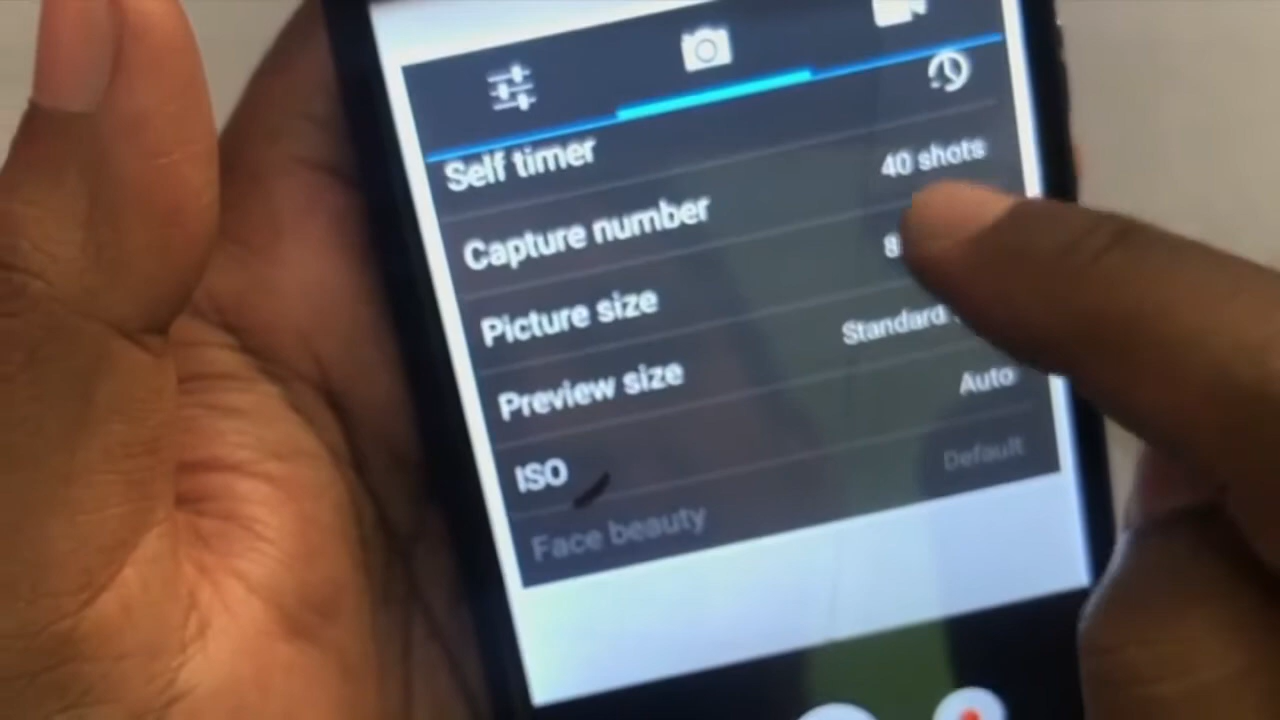 Self timer
Capture number 40 shots
Picture size
Preview size Standard
ISO Auto
Face beauty Default